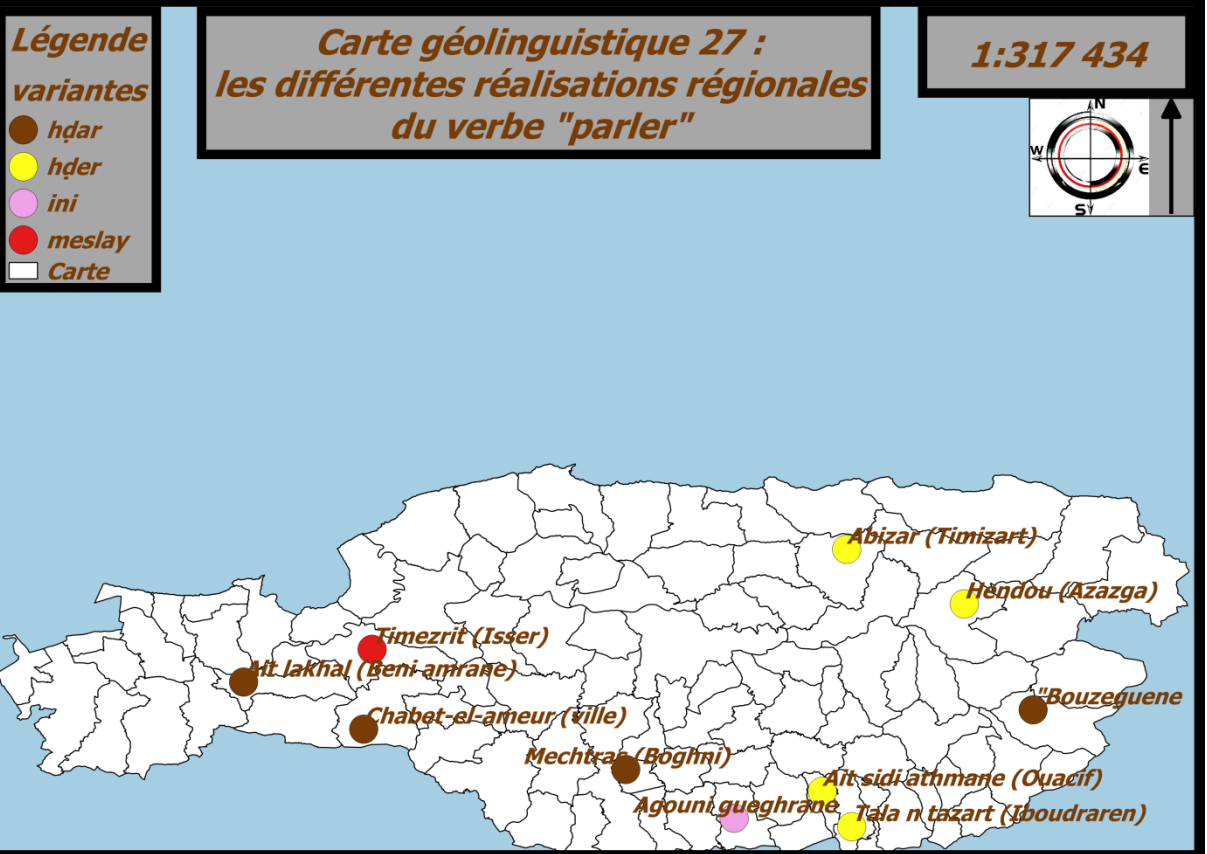 Légende
variantes
hḍar
hḍer
ini
meslay
Carte
Carte géolinguistique 27 :
les différentes réalisations régionales
du verbe "parler"
1:317 434
N
W
E
S
Abizar (Timizart)
Hendou (Azazga)
Timezrit (Isser)
Ait lakhal (Beni amrane)
"Bouzeguene
Chabet-el-ameur (ville)
Mechtras (Boghni)
Ait sidi athmane (Ouacif)
Agouni gueghrane
Tala n tazart (Iboudraren)